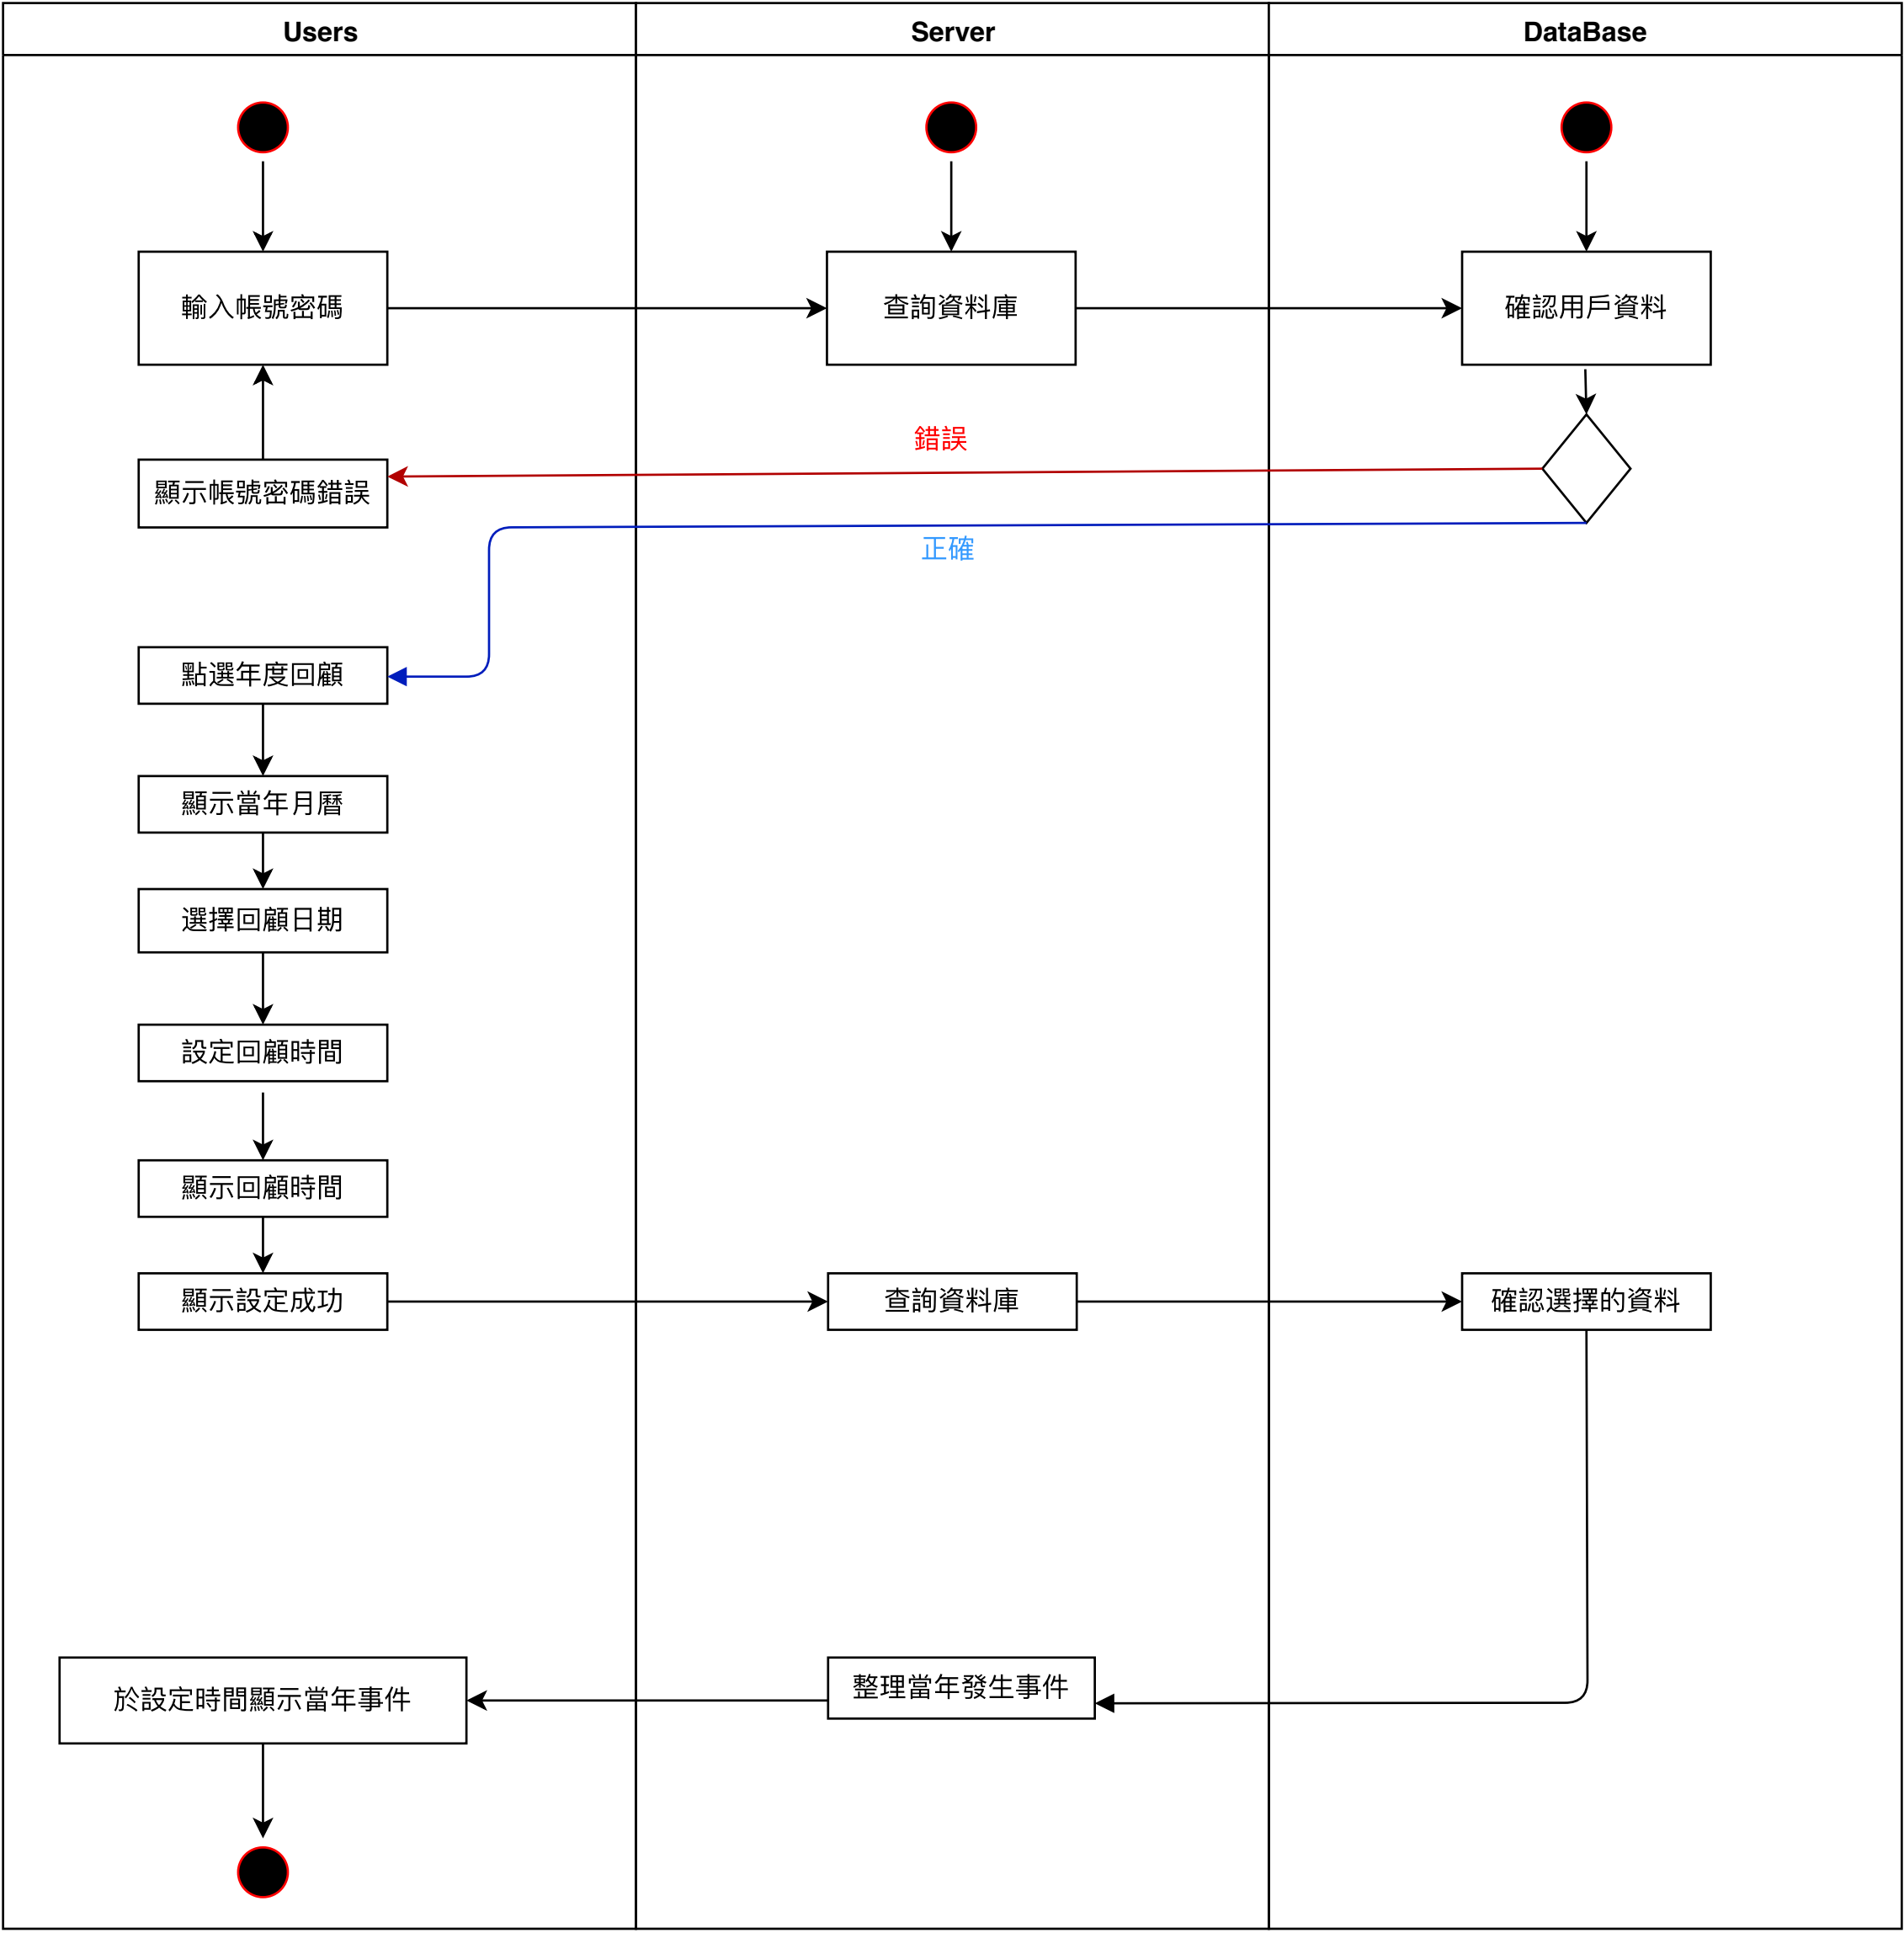 Users
Server
DataBase
輸入帳號密碼
查詢資料庫
確認用戶資料
錯誤
顯示帳號密碼錯誤
正確
點選年度回顧
顯示當年月曆
選擇回顧日期
設定回顧時間
顯示回顧時間
顯示設定成功
查詢資料庫
確認選擇的資料
整理當年發生事件
於設定時間顯示當年事件